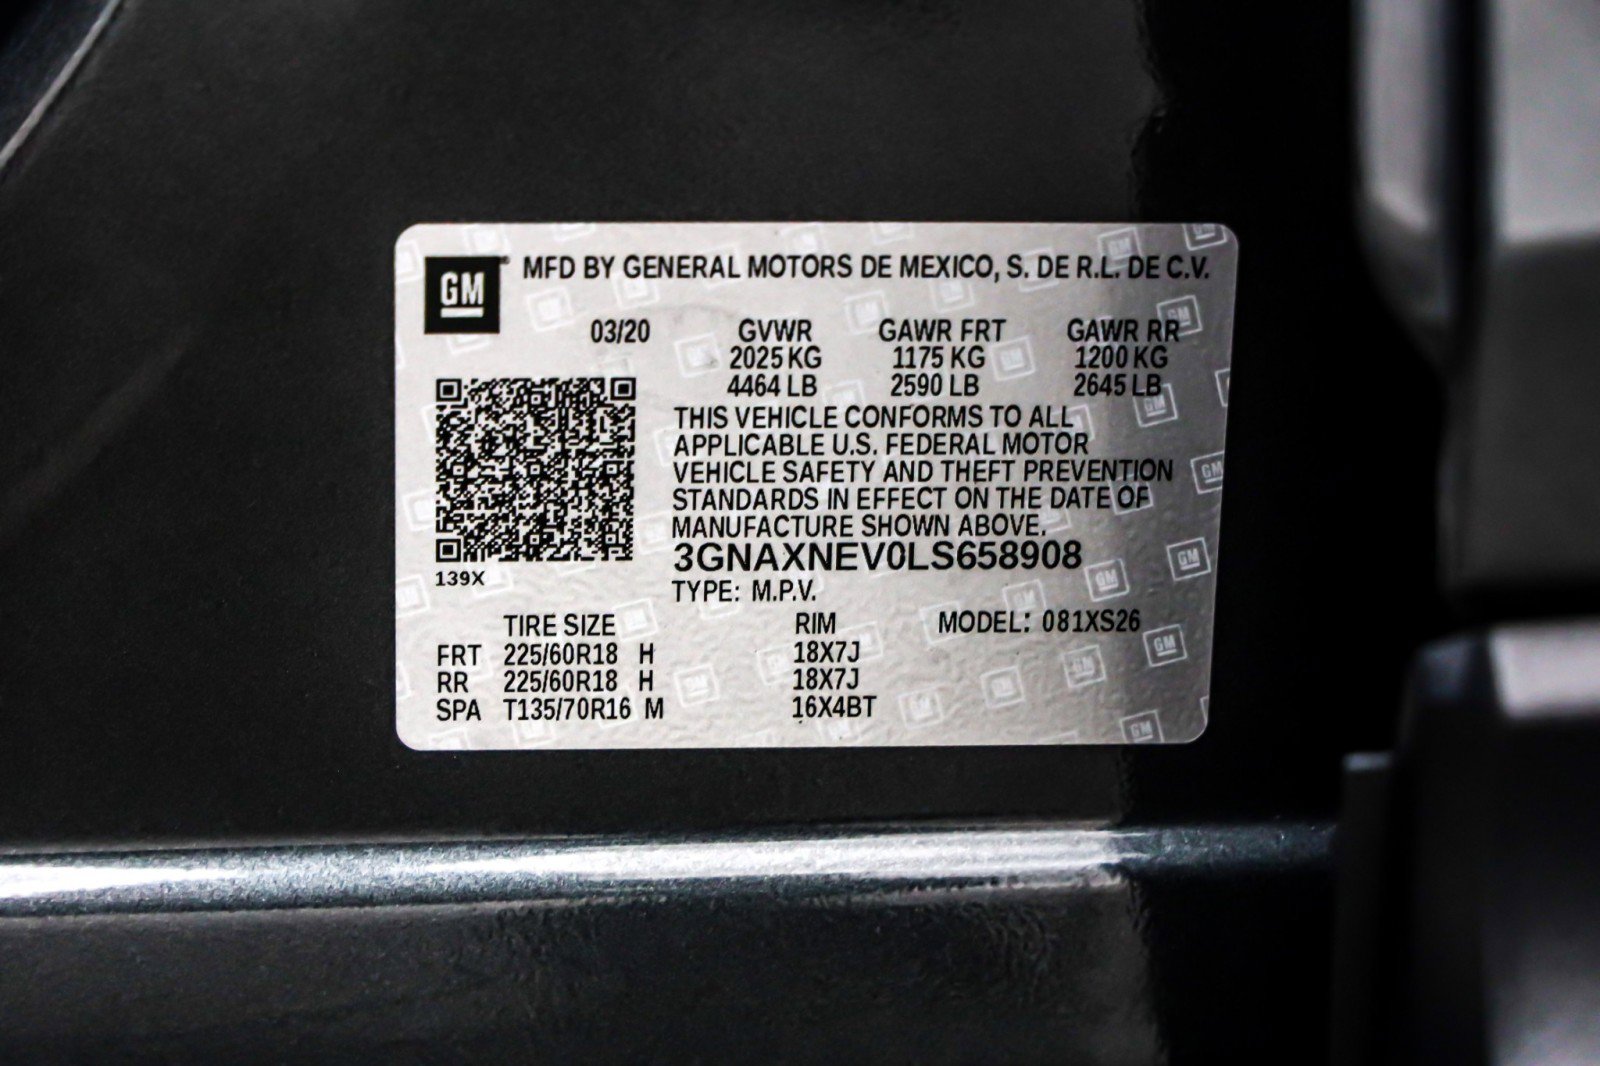 GM MFD BY GENERAL MOTORS DE MEXICO, S. DE R.L. DE C.V.
03/20 GVWR GAWR FRT GAWR RR
2025 KG 1175 KG 1200 KG
4464 LB 2590 LB 2645 LB
THIS VEHICLE CONFORMS TO ALL
APPLICABLE U.S. FEDERAL MOTOR
VEHICLE SAFETY AND THEFT PREVENTION
STANDARDS IN EFFECT ON THE DATE OF
MANUFACTURE SHOWN ABOVE.
3GNAXNEV0LS658908
139X
TYPE: M.P.V.
TIRE SIZE RIM MODEL: 081XS26
FRT 225/60R18 H 18X7J
RR 225/60R18 H 18X7J
SPA T135/70R16 M 16X4BT